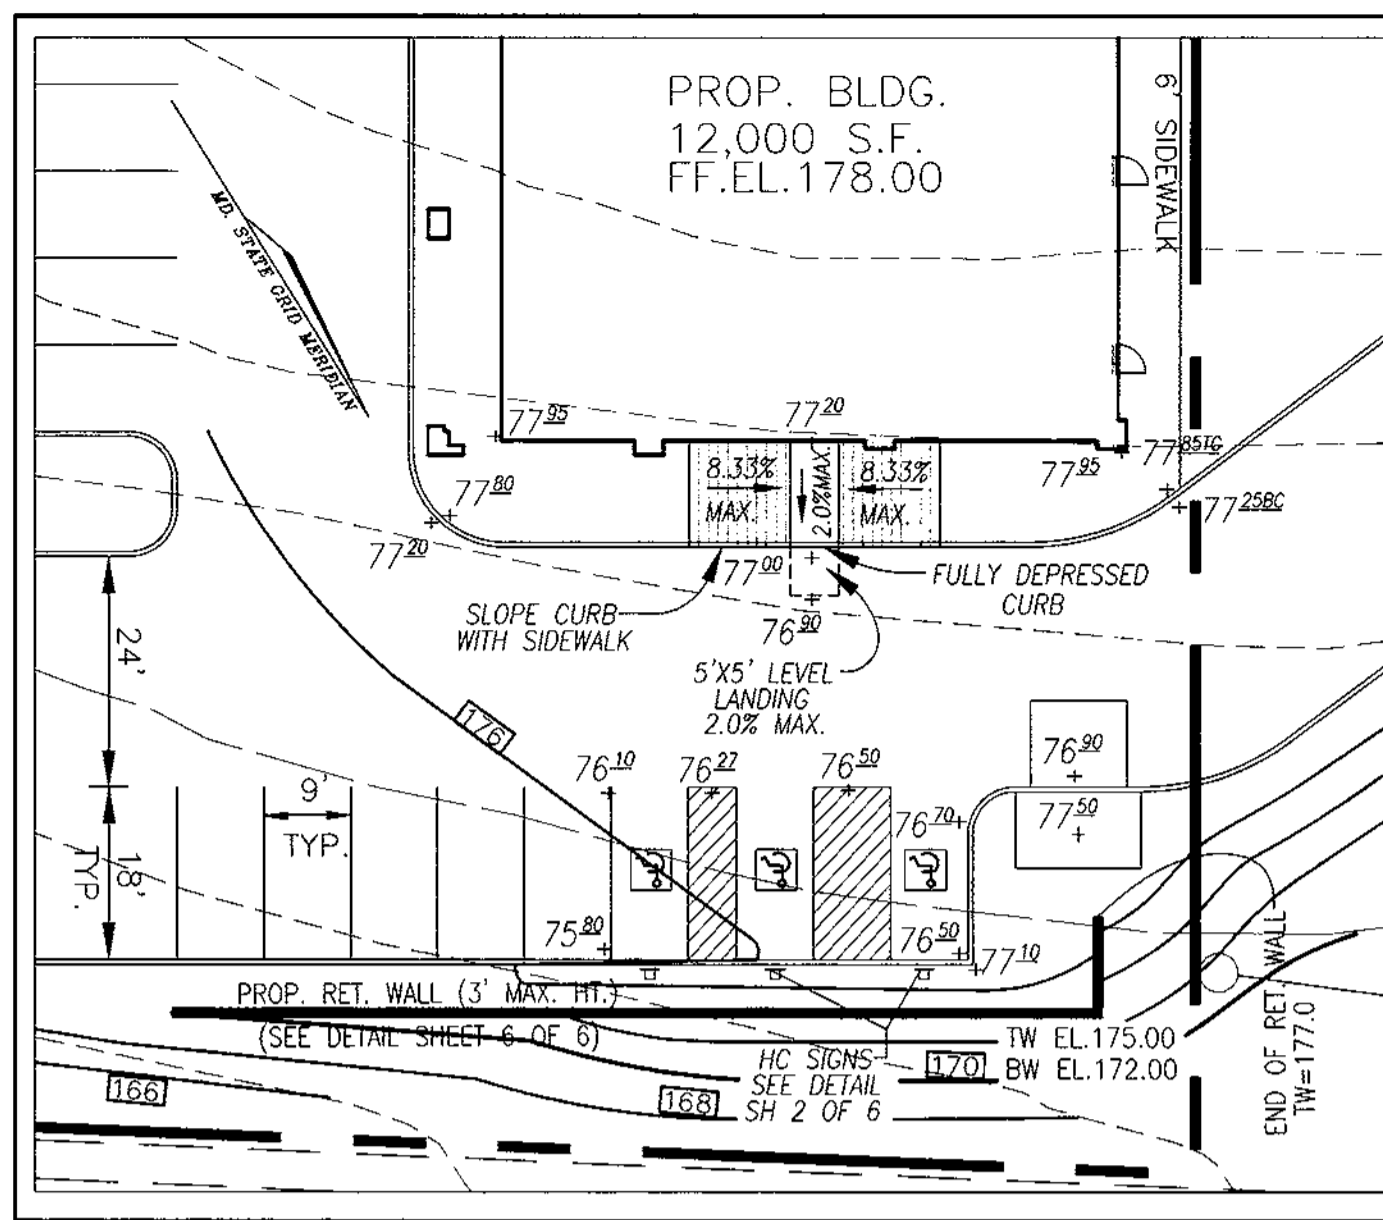 PROP. BLDG.
12,000 S.F.
FF.EL.178.00
6' SIDEWALK
MD. STATE GRID MERIDIAN
77 95
77 20
77 95
77 85TC
8.33%
MAX.
2.0%MAX.
8.33%
MAX.
77 80
77 20
77 25BC
77 00
FULLY DEPRESSED
CURB
SLOPE CURB
WITH SIDEWALK
76 90
5'X5' LEVEL
LANDING
2.0% MAX.
24'
176
76 10
76 27
76 50
76 90
9'
TYP.
18'
TYP.
76 70
77 50
75 80
76 50
77 10
PROP. RET. WALL (3' MAX. HT.)
(SEE DETAIL SHEET 6 OF 6)
HC SIGNS
SEE DETAIL
SH 2 OF 6
TW EL.175.00
BW EL.172.00
170
166
168
END OF RET. WALL
TW=177.0